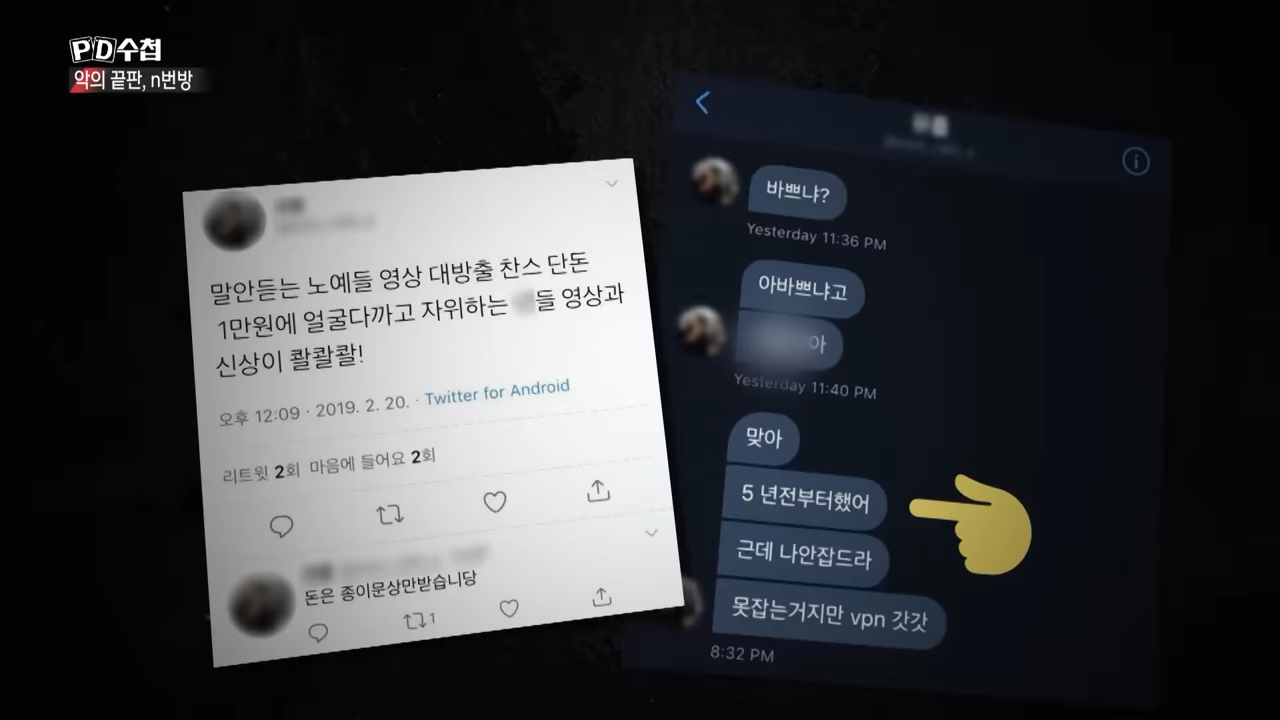 PD수첩
악의 끝판, n번방
말안듣는 노예들 영상 대방출 찬스 단돈
1만원에 얼굴다까고 자위하는 들 영상과
신상이 콸콸콸!
오후 12:09 · 2019. 2. 20. · Twitter for Android
리트윗 2회 마음에 들어요 2회
돈은 종이문상만받습니당
1
바쁘냐?
Yesterday 11:36 PM
아바쁘냐고
아
Yesterday 11:40 PM
맞아
5 년전부터했어
근데 나안잡드라
못잡는거지만 vpn 갓갓
8:32 PM